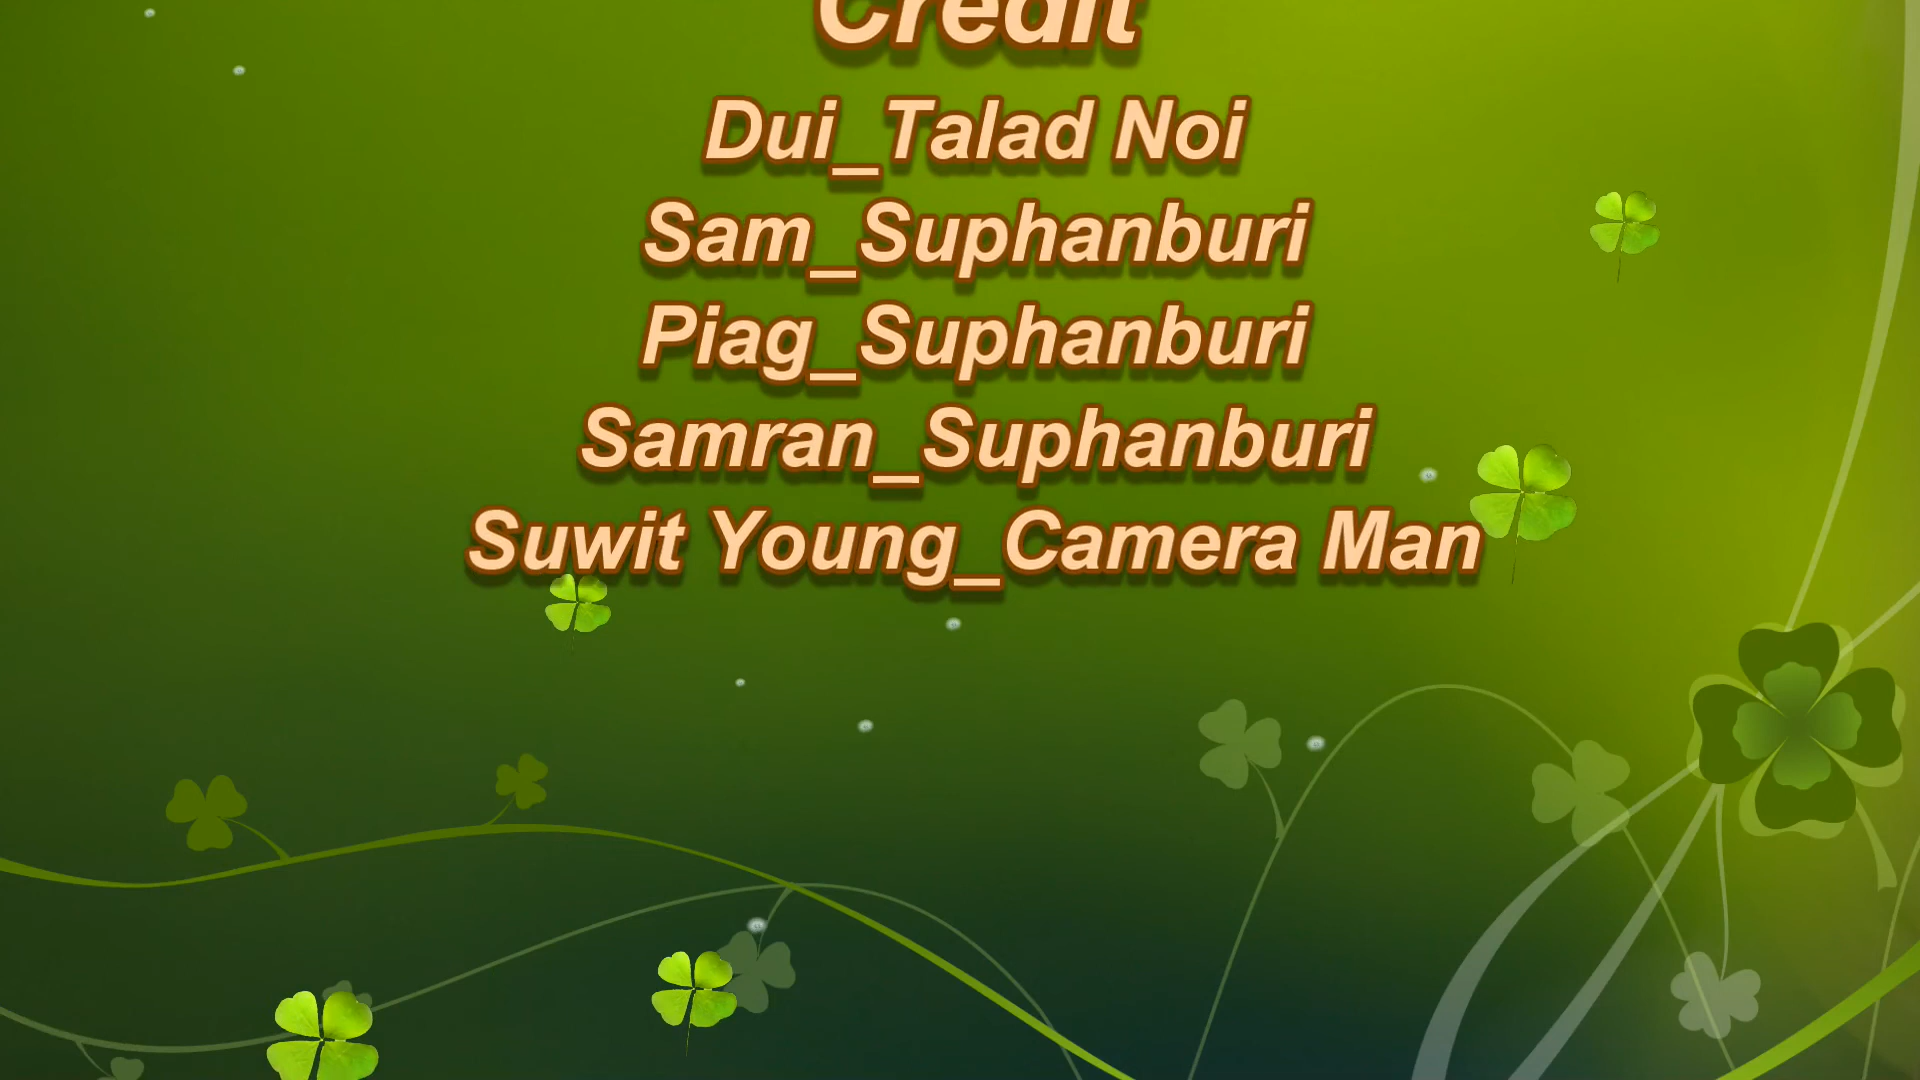 Credit
Dui_Talad Noi
Sam_Suphanburi
Piag_Suphanburi
Samran_Suphanburi
Suwit Young_Camera Man